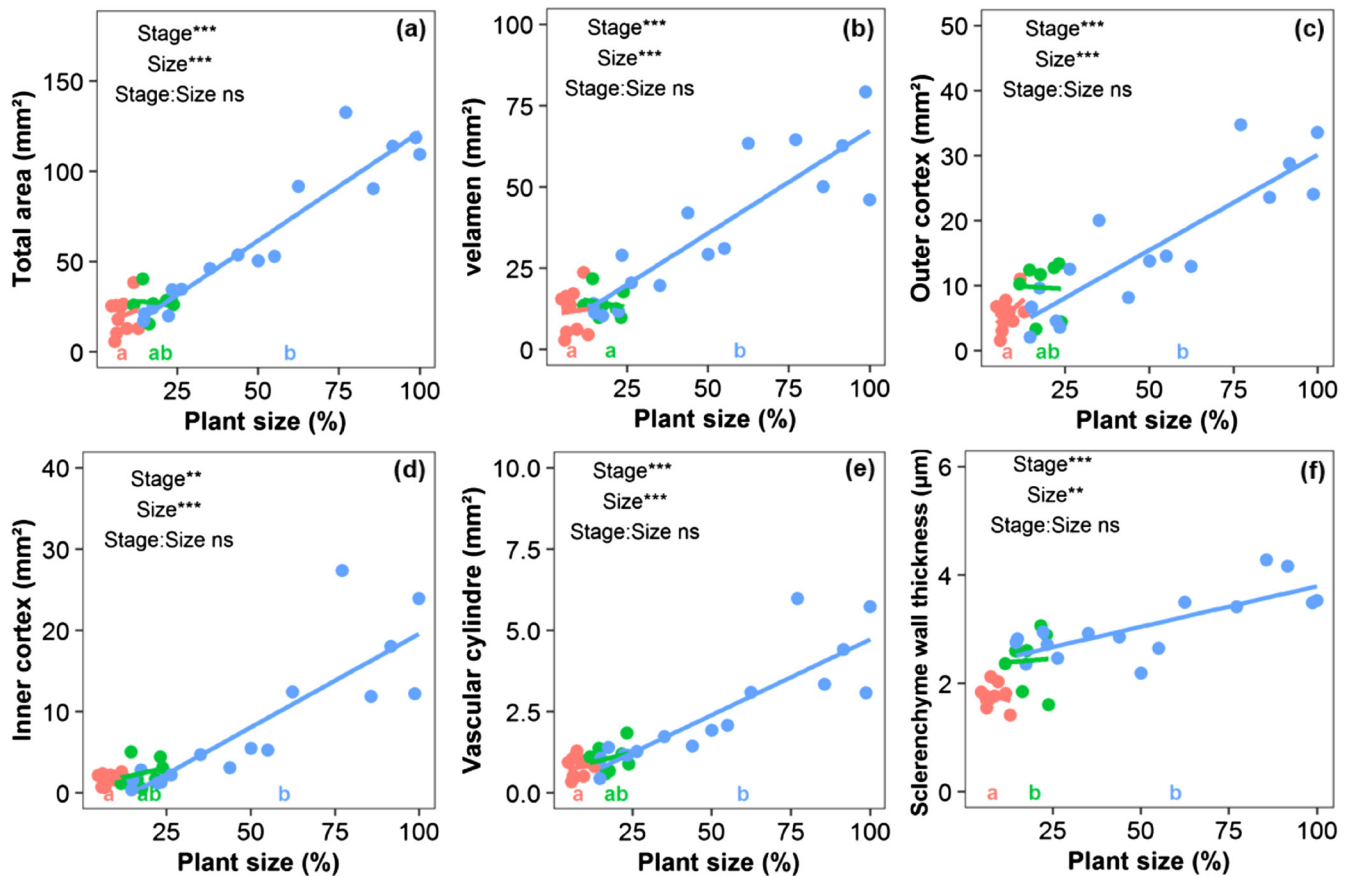 (a)
Stage***
Size***
Stage:Size ns
Total area (mm²)
150
100
50
0
a ab b
25 50 75 100
Plant size (%)
(b)
Stage***
Size***
Stage:Size ns
velamen (mm²)
100
75
50
25
0
a a b
25 50 75 100
Plant size (%)
(c)
Stage***
Size***
Stage:Size ns
Outer cortex (mm²)
50
40
30
20
10
0
a ab b
25 50 75 100
Plant size (%)
(d)
Stage**
Size***
Stage:Size ns
Inner cortex (mm²)
40
30
20
10
0
a ab b
25 50 75 100
Plant size (%)
(e)
Stage***
Size***
Stage:Size ns
Vascular cylindre (mm²)
10.0
7.5
5.0
2.5
0.0
a ab b
25 50 75 100
Plant size (%)
(f)
Stage***
Size**
Stage:Size ns
Sclerenchyme wall thickness (µm)
6
4
2
0
a b b
25 50 75 100
Plant size (%)